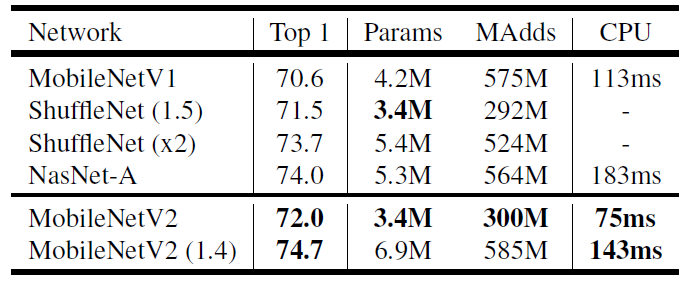 Network Top 1 Params MAdds CPU
MobileNetV1 70.6 4.2M 575M 113ms
ShuffleNet (1.5) 71.5 3.4M 292M -
ShuffleNet (x2) 73.7 5.4M 524M -
NasNet-A 74.0 5.3M 564M 183ms
MobileNetV2 72.0 3.4M 300M 75ms
MobileNetV2 (1.4) 74.7 6.9M 585M 143ms